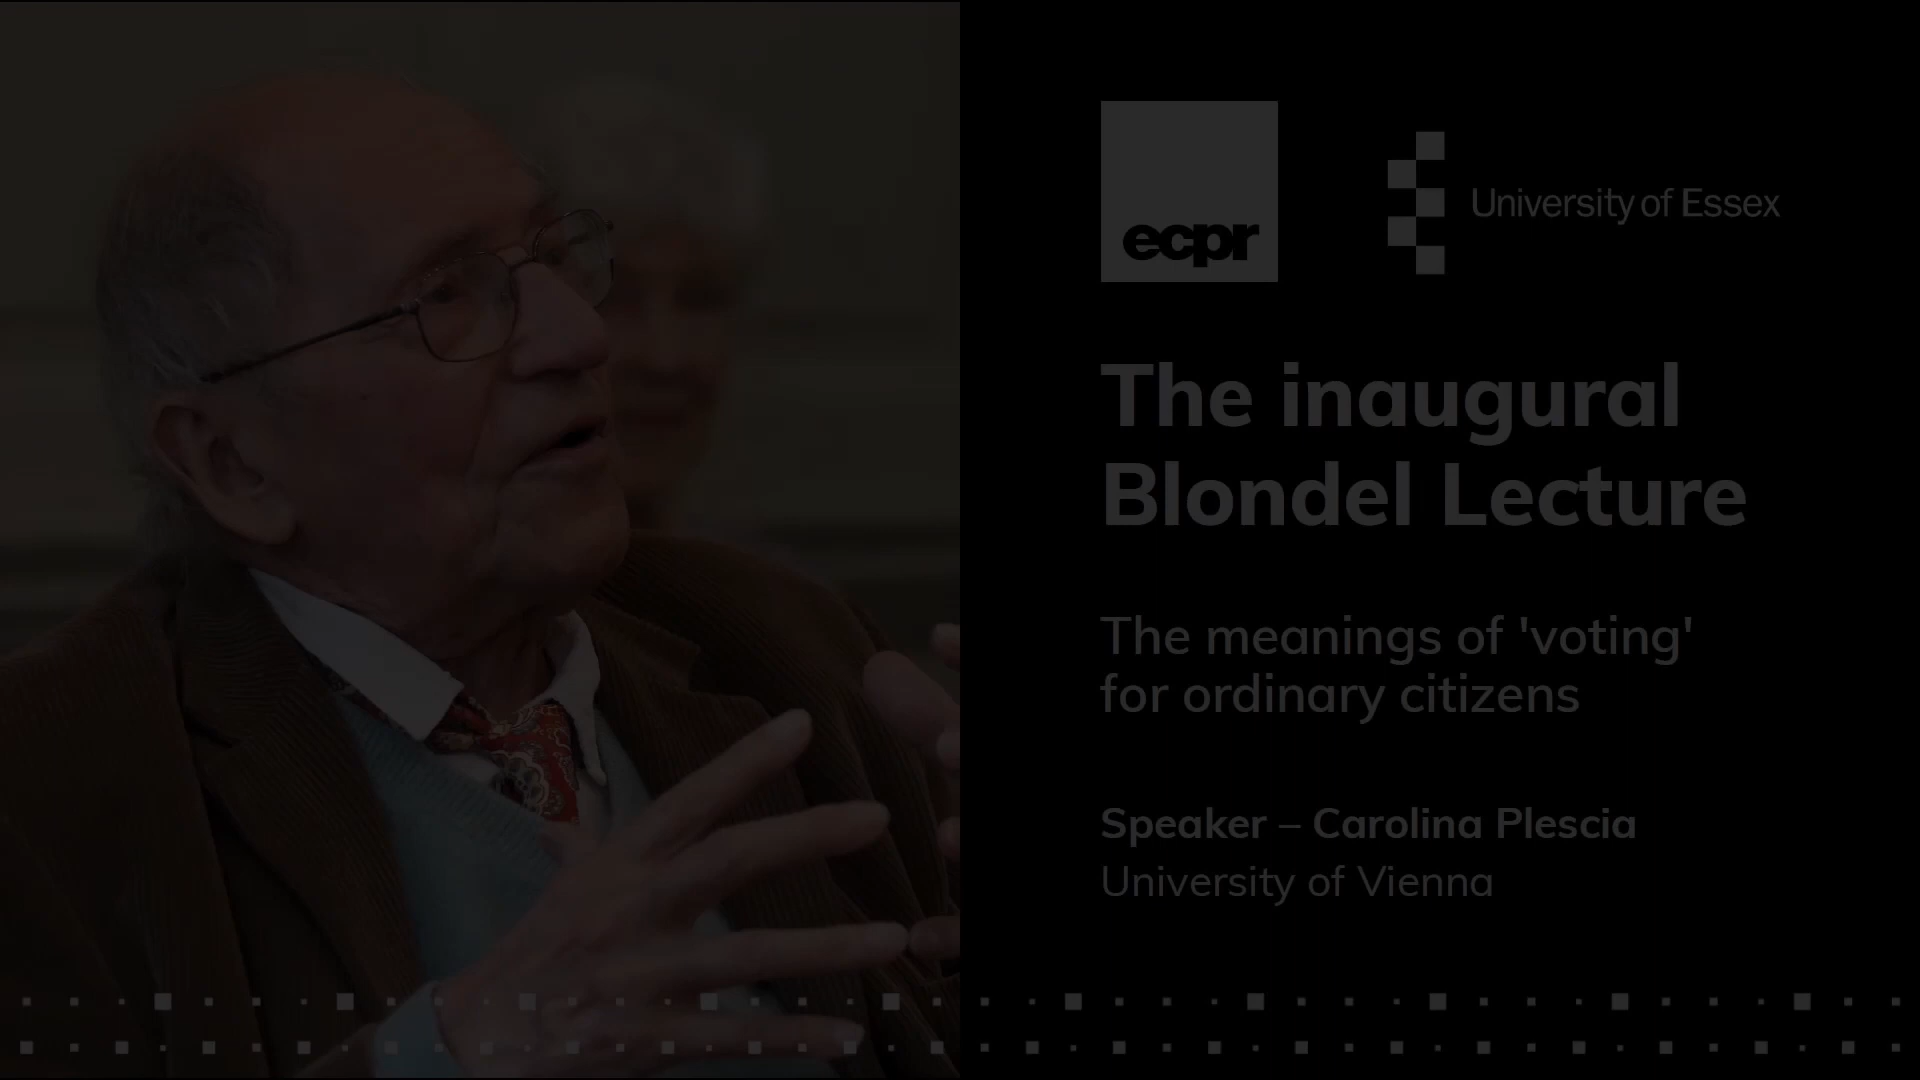 ecpr
University of Essex
The inaugural
Blondel Lecture
The meanings of 'voting'
for ordinary citizens
Speaker – Carolina Plescia
University of Vienna